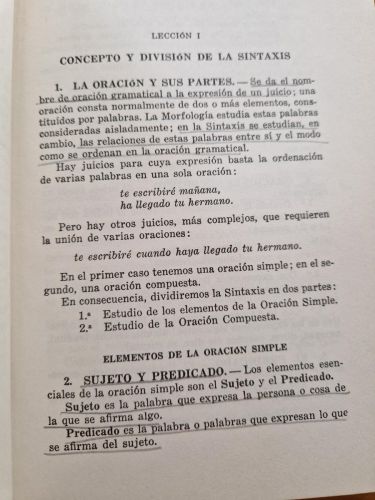 LECCIÓN I
CONCEPTO Y DIVISIÓN DE LA SINTAXIS
1. LA ORACIÓN Y SUS PARTES. — Se da el nom-
bre de oración gramatical a la expresión de un juicio; una
oración consta normalmente de dos o más elementos, cons-
tituidos por palabras. La Morfología estudia estas palabras
consideradas aisladamente; en la Sintaxis se estudian, en
cambio, las relaciones de estas palabras entre sí y el modo
como se ordenan en la oración gramatical.
Hay juicios para cuya expresión basta la ordenación
de varias palabras en una sola oración:
te escribiré mañana,
ha llegado tu hermano.
Pero hay otros juicios, más complejos, que requieren
la unión de varias oraciones:
te escribiré cuando haya llegado tu hermano.
En el primer caso tenemos una oración simple; en el se-
gundo, una oración compuesta.
En consecuencia, dividiremos la Sintaxis en dos partes:
1.ª Estudio de los elementos de la Oración Simple.
2.ª Estudio de la Oración Compuesta.
ELEMENTOS DE LA ORACIÓN SIMPLE
2. SUJETO Y PREDICADO. — Los elementos esen-
ciales de la oración simple son el Sujeto y el Predicado.
Sujeto es la palabra que expresa la persona o cosa de
la que se afirma algo.
Predicado es la palabra o palabras que expresan lo que
se afirma del sujeto.